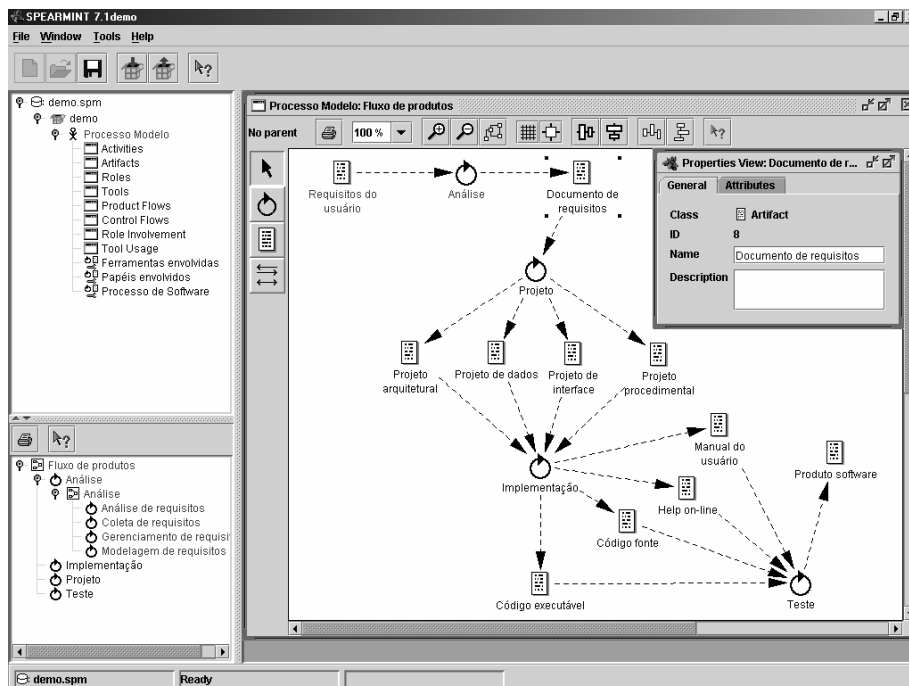 SPEARMINT 7.1demo
File Window Tools Help
demo.spm
demo
Processo Modelo
Activities
Artifacts
Roles
Tools
Product Flows
Control Flows
Role Involvement
Tool Usage
Ferramentas envolvidas
Papéis envolvidos
Processo de Software
Fluxo de produtos
Análise
Análise
Análise de requisitos
Coleta de requisitos
Gerenciamento de requisi
Modelagem de requisitos
Implementação
Projeto
Teste
Processo Modelo: Fluxo de produtos
No parent
100 %
Requisitos do
usuário
Análise
Documento de
requisitos
Projeto
Projeto
arquitetural
Projeto de dados
Projeto de
interface
Projeto
procedimental
Implementação
Manual do
usuário
Produto software
Help on-line
Código fonte
Código executável
Teste
Properties View: Documento de r...
General Attributes
Class Artifact
ID 8
Name Documento de requisitos
Description
demo.spm Ready